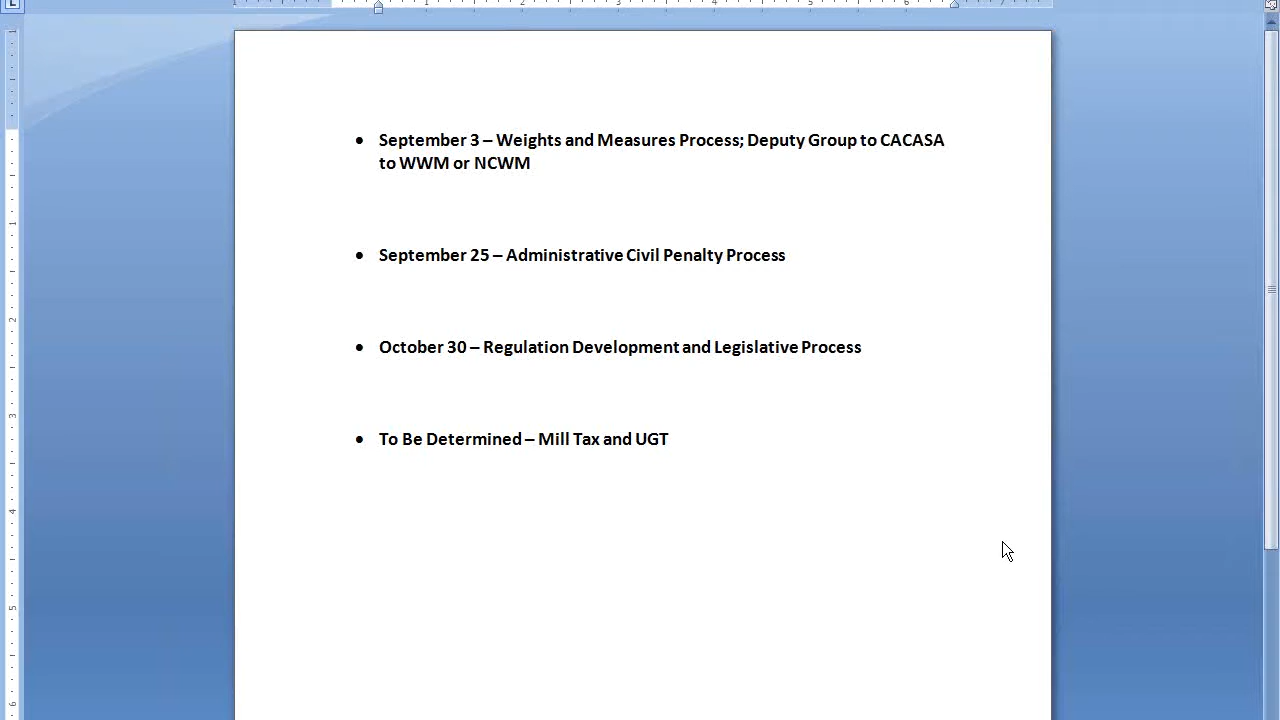 • September 3 – Weights and Measures Process; Deputy Group to CACASA
to WWM or NCWM
• September 25 – Administrative Civil Penalty Process
• October 30 – Regulation Development and Legislative Process
• To Be Determined – Mill Tax and UGT